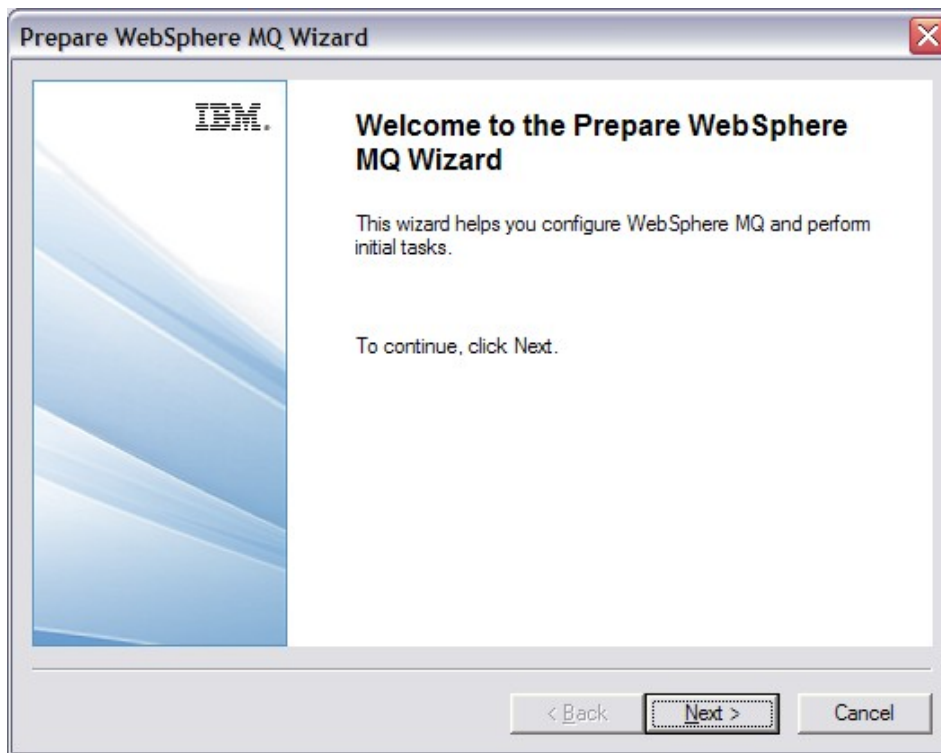 Prepare WebSphere MQ Wizard
IBM.
Welcome to the Prepare WebSphere
MQ Wizard
This wizard helps you configure WebSphere MQ and perform
initial tasks.
To continue, click Next.
< Back
Next >
Cancel